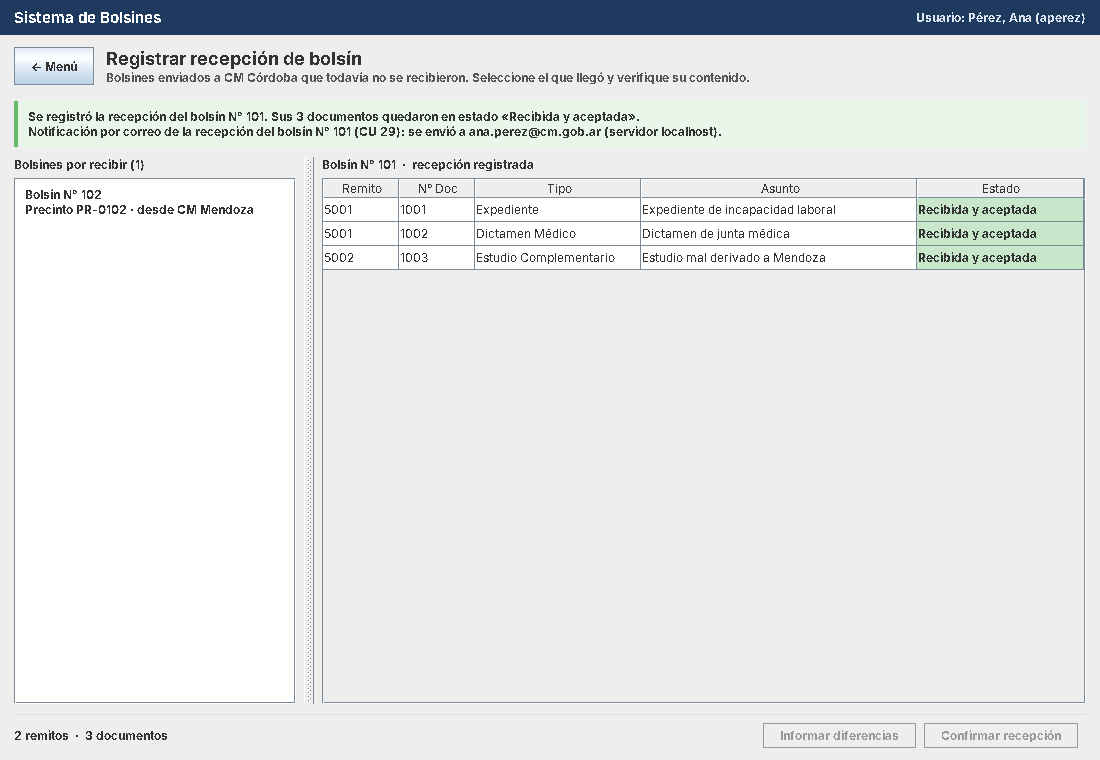 Sistema de Bolsines
Usuario: Pérez, Ana (aperez)
← Menú
Registrar recepción de bolsín
Bolsines enviados a CM Córdoba que todavía no se recibieron. Seleccione el que llegó y verifique su contenido.
Se registró la recepción del bolsín N° 101. Sus 3 documentos quedaron en estado «Recibida y aceptada».
Notificación por correo de la recepción del bolsín N° 101 (CU 29): se envió a ana.perez@cm.gob.ar (servidor localhost).
Bolsines por recibir (1)
Bolsín N° 102
Precinto PR-0102 · desde CM Mendoza
Bolsín N° 101 · recepción registrada
Remito N° Doc Tipo Asunto Estado
5001 1001 Expediente Expediente de incapacidad laboral Recibida y aceptada
5001 1002 Dictamen Médico Dictamen de junta médica Recibida y aceptada
5002 1003 Estudio Complementario Estudio mal derivado a Mendoza Recibida y aceptada
2 remitos · 3 documentos
Informar diferencias
Confirmar recepción